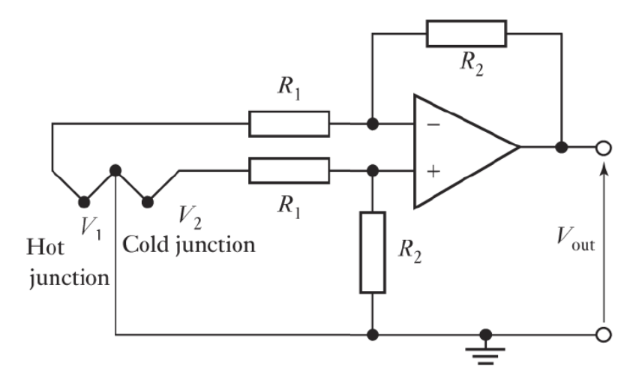 R2
R1
−
+
R1
V1
V2
Hot
junction
Cold junction
R2
Vout